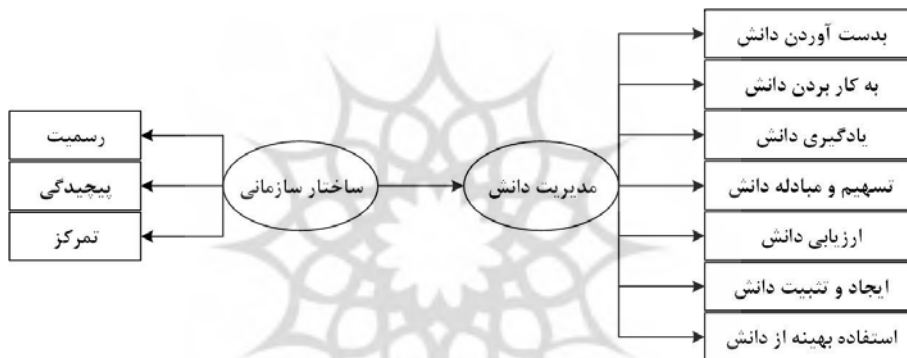 بدست آوردن دانش
به کار بردن دانش
یادگیری دانش
تسهیم و مبادله دانش
ارزیابی دانش
ایجاد و تثبیت دانش
استفاده بهینه از دانش
مدیریت دانش
ساختار سازمانی
رسمیت
پیچیدگی
تمرکز